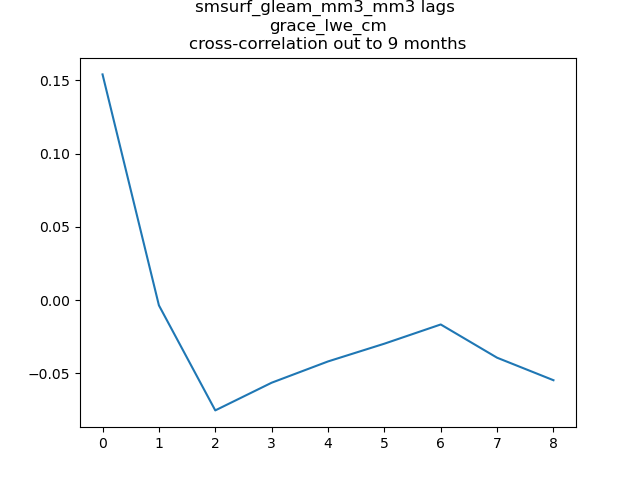 smsurf_gleam_mm3_mm3 lags
grace_lwe_cm
cross-correlation out to 9 months
0.15
0.10
0.05
0.00
−0.05
0 1 2 3 4 5 6 7 8